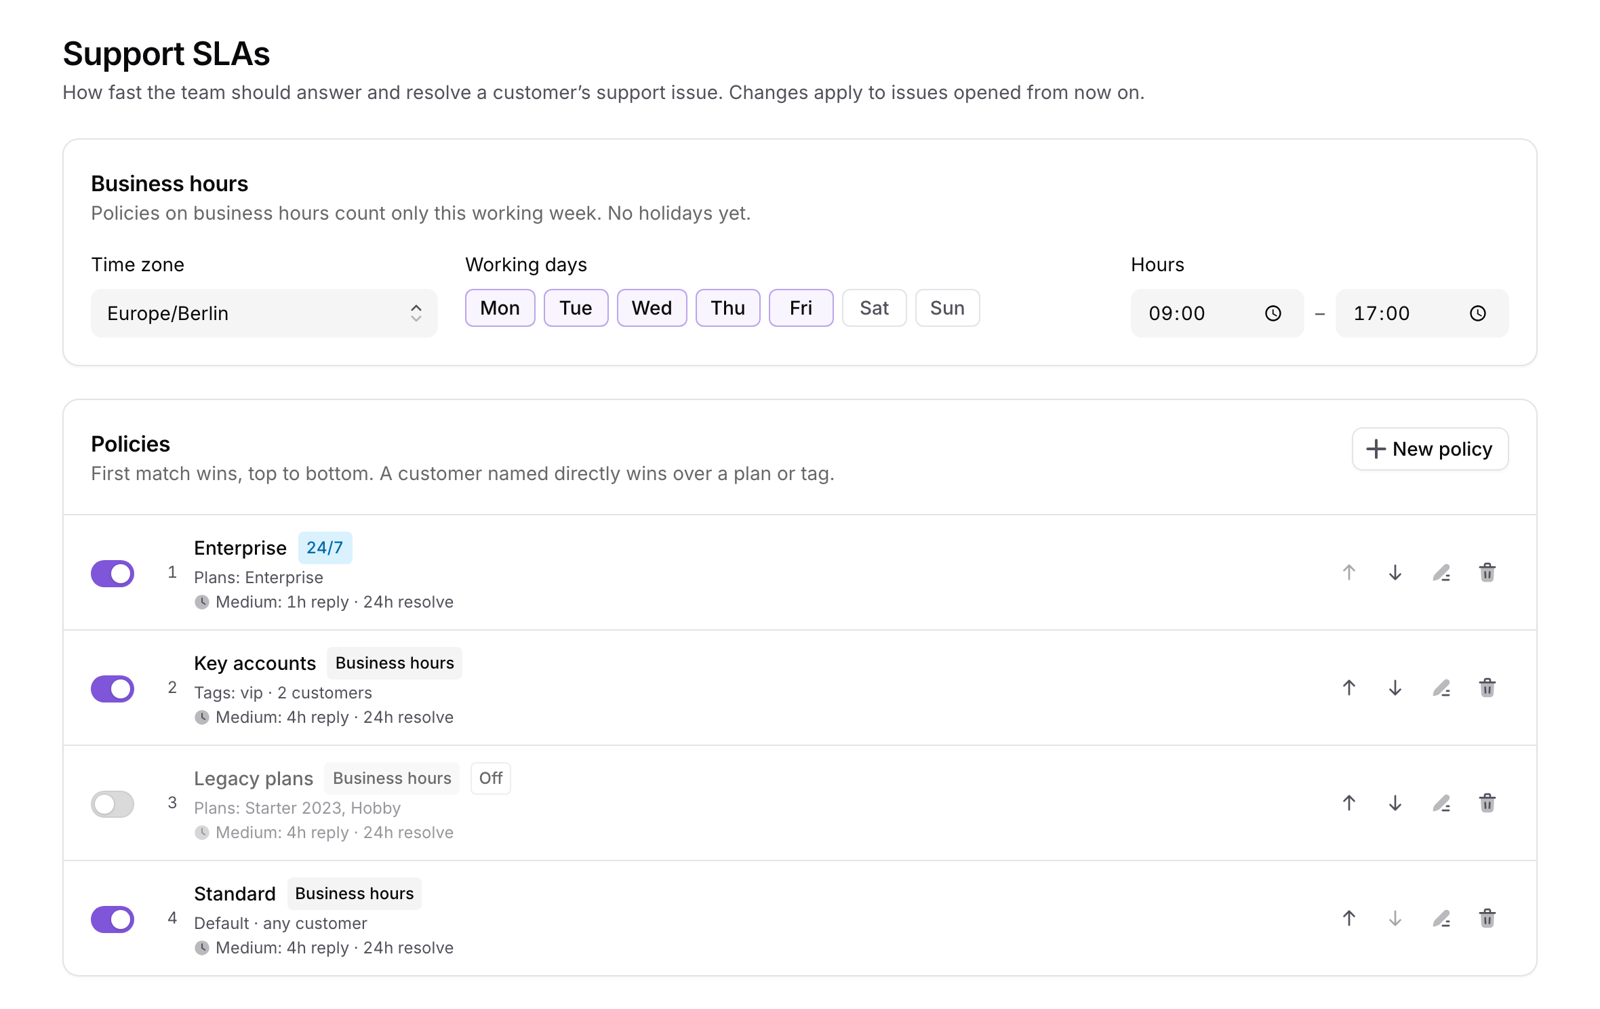 Support SLAs
How fast the team should answer and resolve a customer’s support issue. Changes apply to issues opened from now on.
Business hours
Policies on business hours count only this working week. No holidays yet.
Time zone
Europe/Berlin
Working days
Mon Tue Wed Thu Fri Sat Sun
Hours
09:00 – 17:00
Policies
First match wins, top to bottom. A customer named directly wins over a plan or tag.
New policy
1
Enterprise 24/7
Plans: Enterprise
Medium: 1h reply · 24h resolve
2
Key accounts Business hours
Tags: vip · 2 customers
Medium: 4h reply · 24h resolve
3
Legacy plans Business hours Off
Plans: Starter 2023, Hobby
Medium: 4h reply · 24h resolve
4
Standard Business hours
Default · any customer
Medium: 4h reply · 24h resolve